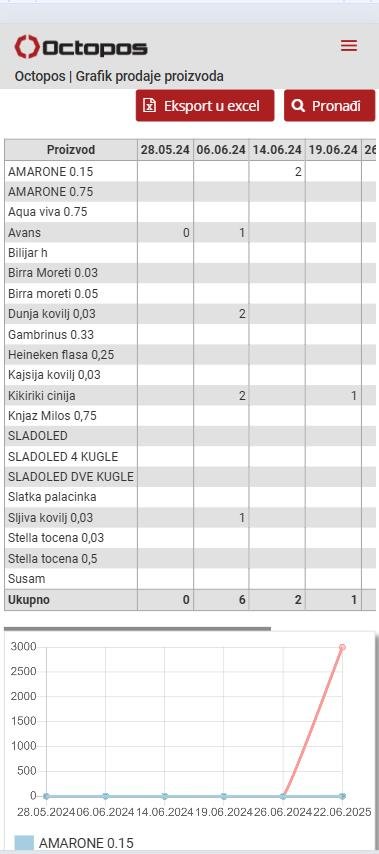 Octopos
Octopos | Grafik prodaje proizvoda
Eksport u excel Pronađi
Proizvod 28.05.24 06.06.24 14.06.24 19.06.24 26
AMARONE 0.15 2
AMARONE 0.75
Aqua viva 0.75
Avans 0 1
Bilijar h
Birra Moreti 0.03
Birra moreti 0.05
Dunja kovilj 0,03 2
Gambrinus 0.33
Heineken flasa 0,25
Kajsija kovilj 0,03
Kikiriki cinija 2 1
Knjaz Milos 0,75
SLADOLED
SLADOLED 4 KUGLE
SLADOLED DVE KUGLE
Slatka palacinka
Sljiva kovilj 0,03 1
Stella tocena 0,03
Stella tocena 0,5
Susam
Ukupno 0 6 2 1
3000
2500
2000
1500
1000
500
0
28.05.2024 06.06.2024 14.06.2024 19.06.2024 26.06.2024 22.06.2025
AMARONE 0.15